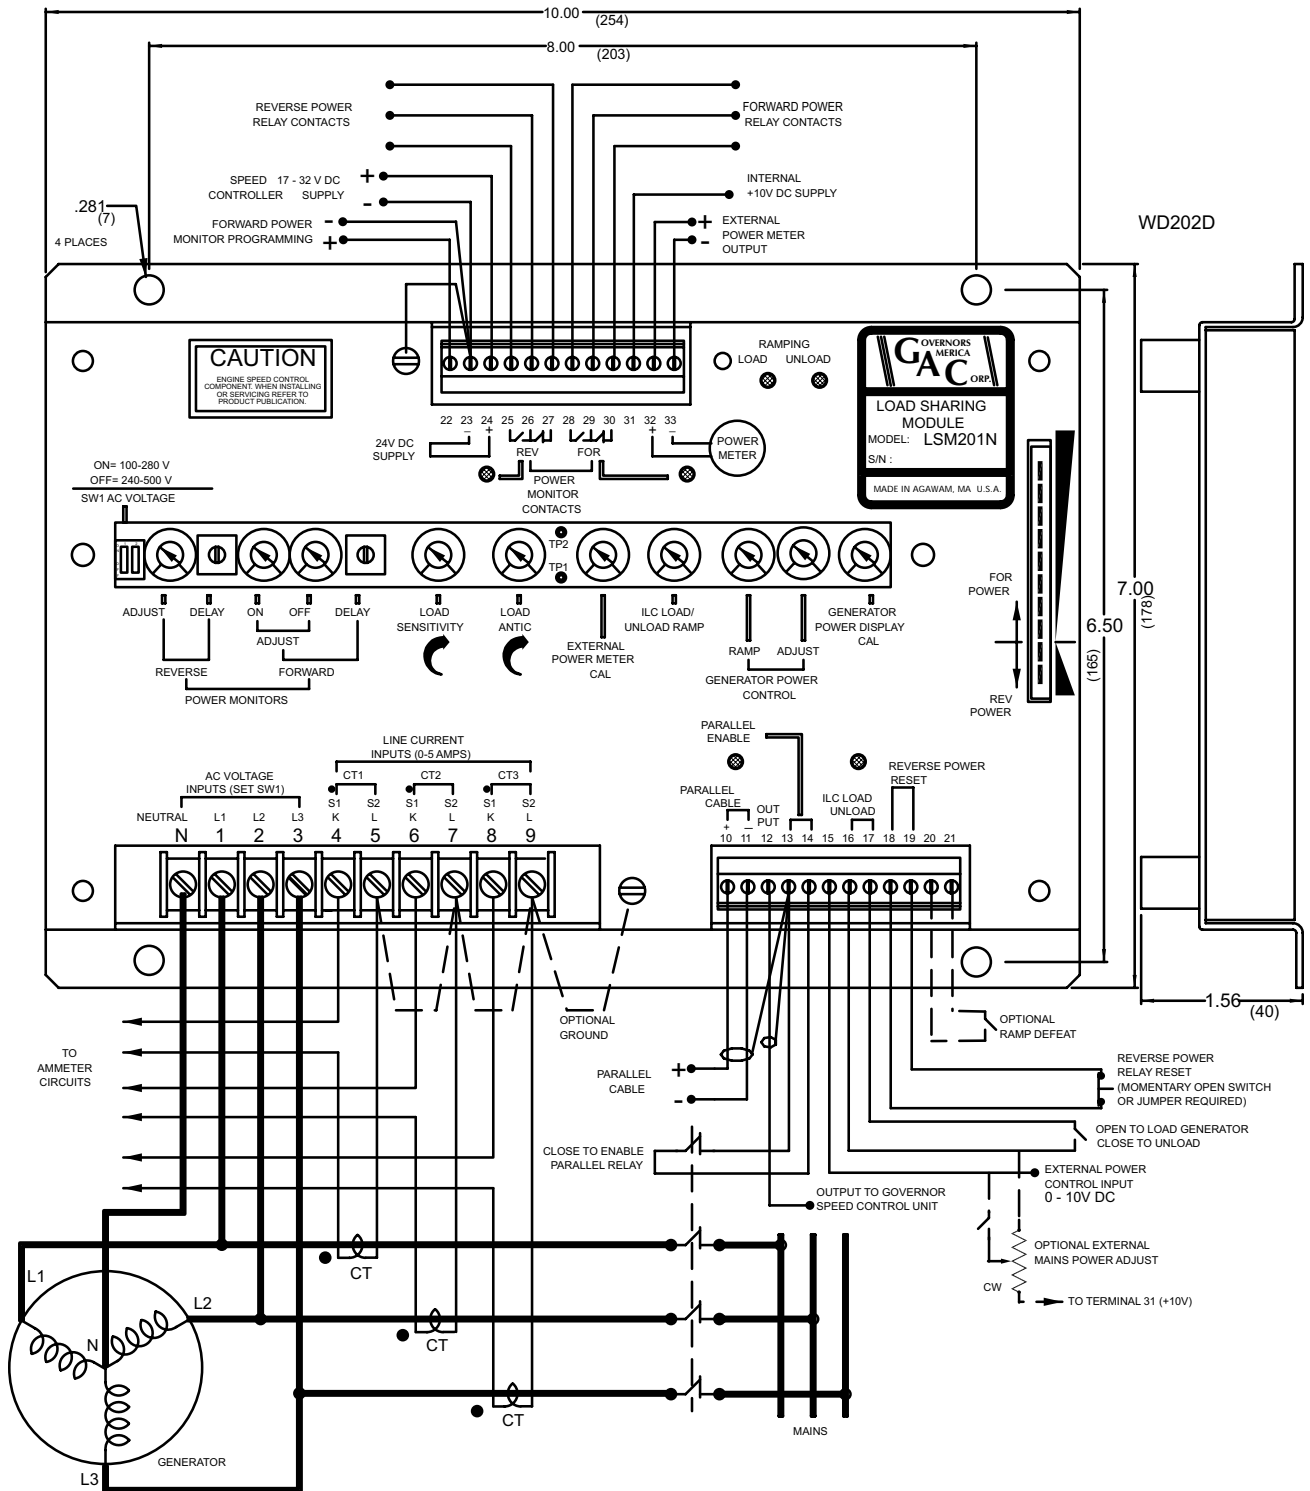 10.00
(254)
8.00
(203)
REVERSE POWER
RELAY CONTACTS
FORWARD POWER
RELAY CONTACTS
SPEED 17 - 32 V DC
CONTROLLER SUPPLY
+
-
INTERNAL
+10V DC SUPPLY
.281
(7)
4 PLACES
FORWARD POWER
MONITOR PROGRAMMING
-
+
+
-
EXTERNAL
POWER METER
OUTPUT
WD202D
CAUTION
ENGINE SPEED CONTROL
COMPONENT. WHEN INSTALLING
OR SERVICING REFER TO
PRODUCT PUBLICATION.
RAMPING
LOAD UNLOAD
GOVERNORS
AMERICA
CORP.
LOAD SHARING
MODULE
MODEL: LSM201N
S/N :
MADE IN AGAWAM, MA U.S.A.
22 23 24 25 26 27 28 29 30 31 32 33
– + + –
24V DC
SUPPLY
REV
FOR
POWER
METER
POWER
MONITOR
CONTACTS
ON= 100-280 V
OFF= 240-500 V
SW1 AC VOLTAGE
TP2
TP1
ADJUST
DELAY
ON
OFF
DELAY
ADJUST
REVERSE
FORWARD
POWER MONITORS
LOAD
SENSITIVITY
LOAD
ANTIC
EXTERNAL
POWER METER
CAL
ILC LOAD/
UNLOAD RAMP
RAMP ADJUST
GENERATOR POWER
CONTROL
GENERATOR
POWER DISPLAY
CAL
FOR
POWER
REV
POWER
7.00
(178)
6.50
(165)
LINE CURRENT
INPUTS (0-5 AMPS)
AC VOLTAGE
INPUTS (SET SW1)
CT1 CT2 CT3
S1 S2 S1 S2 S1 S2
NEUTRAL L1 L2 L3 K L K L K L
N 1 2 3 4 5 6 7 8 9
PARALLEL
ENABLE
REVERSE POWER
RESET
PARALLEL
CABLE
OUT
PUT
ILC LOAD
UNLOAD
+ –
10 11 12 13 14 15 16 17 18 19 20 21
1.56
(40)
OPTIONAL
GROUND
OPTIONAL
RAMP DEFEAT
TO
AMMETER
CIRCUITS
PARALLEL
CABLE
+
-
REVERSE POWER
RELAY RESET
(MOMENTARY OPEN SWITCH
OR JUMPER REQUIRED)
CLOSE TO ENABLE
PARALLEL RELAY
OPEN TO LOAD GENERATOR
CLOSE TO UNLOAD
EXTERNAL POWER
CONTROL INPUT
0 - 10V DC
OUTPUT TO GOVERNOR
SPEED CONTROL UNIT
OPTIONAL EXTERNAL
MAINS POWER ADJUST
CW
TO TERMINAL 31 (+10V)
CT
CT
CT
L1
L2
N
L3
GENERATOR
MAINS